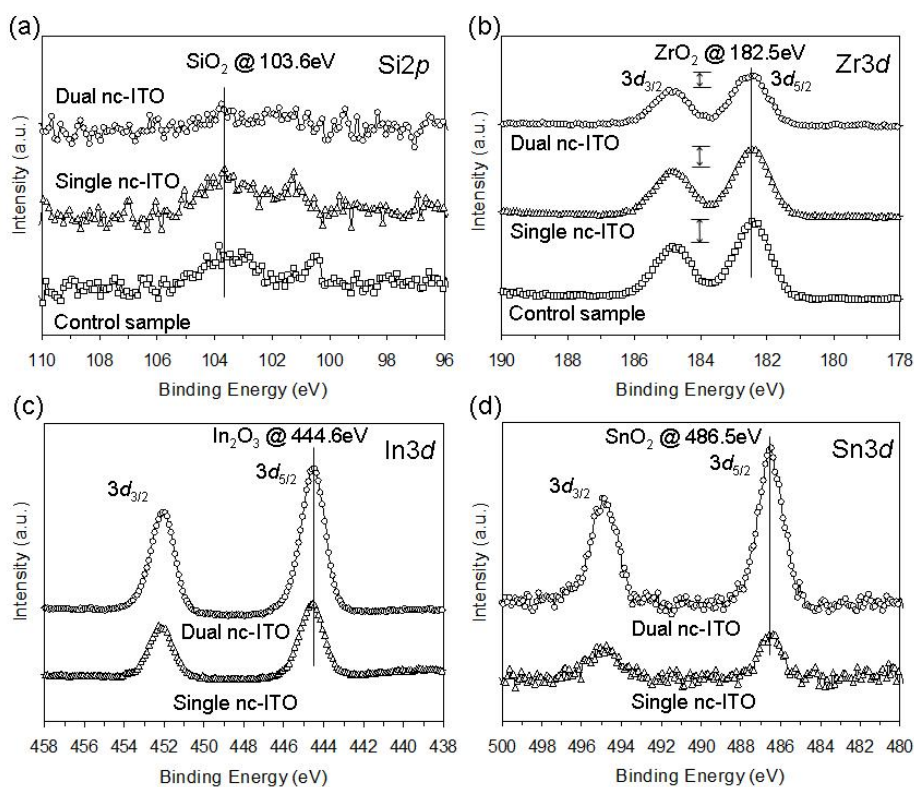 (a)
SiO₂ @ 103.6eV
Si2p
Dual nc-ITO
Single nc-ITO
Control sample
Intensity (a.u.)
110 108 106 104 102 100 98 96
Binding Energy (eV)
(b)
ZrO₂ @ 182.5eV
Zr3d
3d3/2
3d5/2
Dual nc-ITO
Single nc-ITO
Control sample
Intensity (a.u.)
190 188 186 184 182 180 178
Binding Energy (eV)
(c)
In₂O₃ @ 444.6eV
In3d
3d5/2
3d3/2
Dual nc-ITO
Single nc-ITO
Intensity (a.u.)
458 456 454 452 450 448 446 444 442 440 438
Binding Energy (eV)
(d)
SnO₂ @ 486.5eV
Sn3d
3d5/2
3d3/2
Dual nc-ITO
Single nc-ITO
Intensity (a.u.)
500 498 496 494 492 490 488 486 484 482 480
Binding Energy (eV)